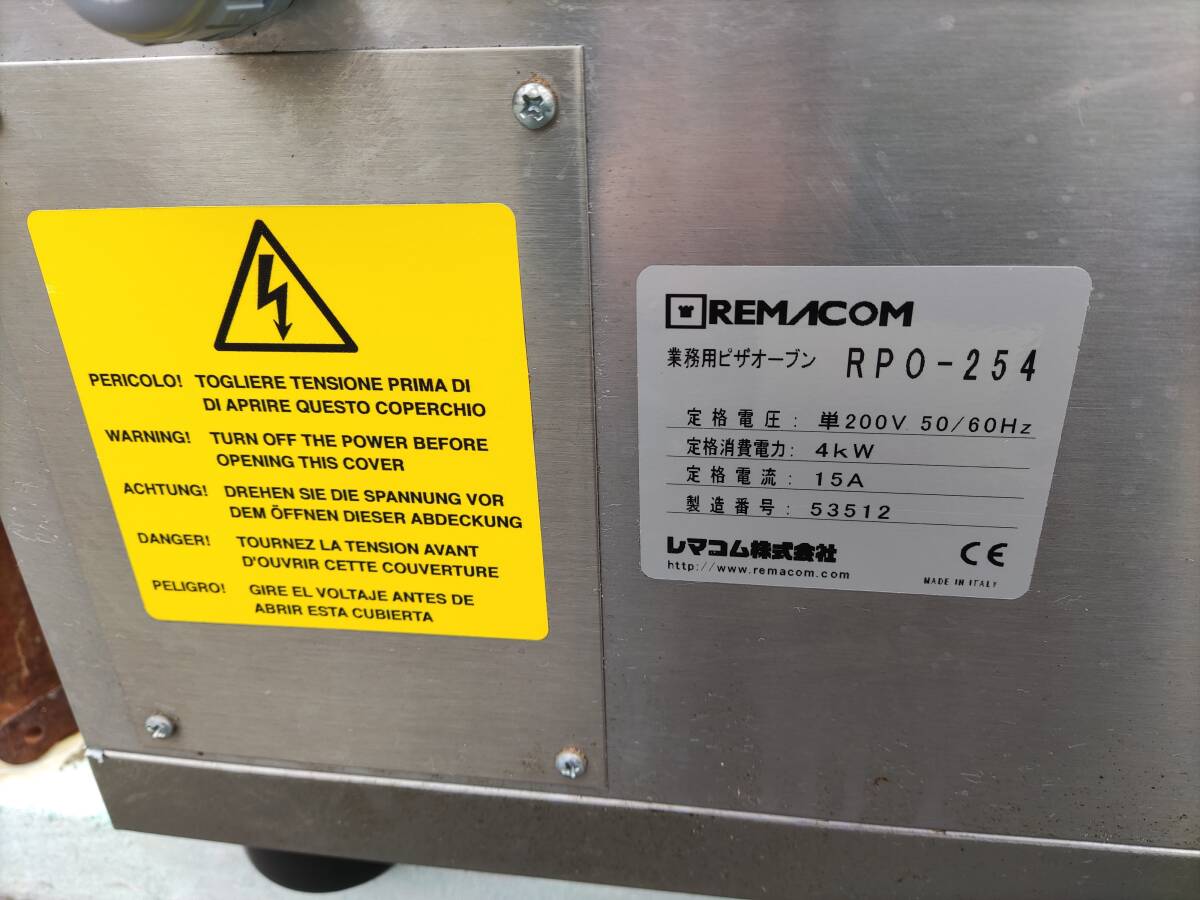 PERICOLO! TOGLIERE TENSIONE PRIMA DI
DI APRIRE QUESTO COPERCHIO
WARNING! TURN OFF THE POWER BEFORE
OPENING THIS COVER
ACHTUNG! DREHEN SIE DIE SPANNUNG VOR
DEM ÖFFNEN DIESER ABDECKUNG
DANGER! TOURNEZ LA TENSION AVANT
D'OUVRIR CETTE COUVERTURE
PELIGRO! GIRE EL VOLTAJE ANTES DE
ABRIR ESTA CUBIERTA
REMACOM
業務用ピザオーブン RPO-254
定格電圧: 単200V 50/60Hz
定格消費電力: 4kW
定格電流: 15A
製造番号: 53512
レマコム株式会社
http://www.remacom.com
CE
MADE IN ITALY